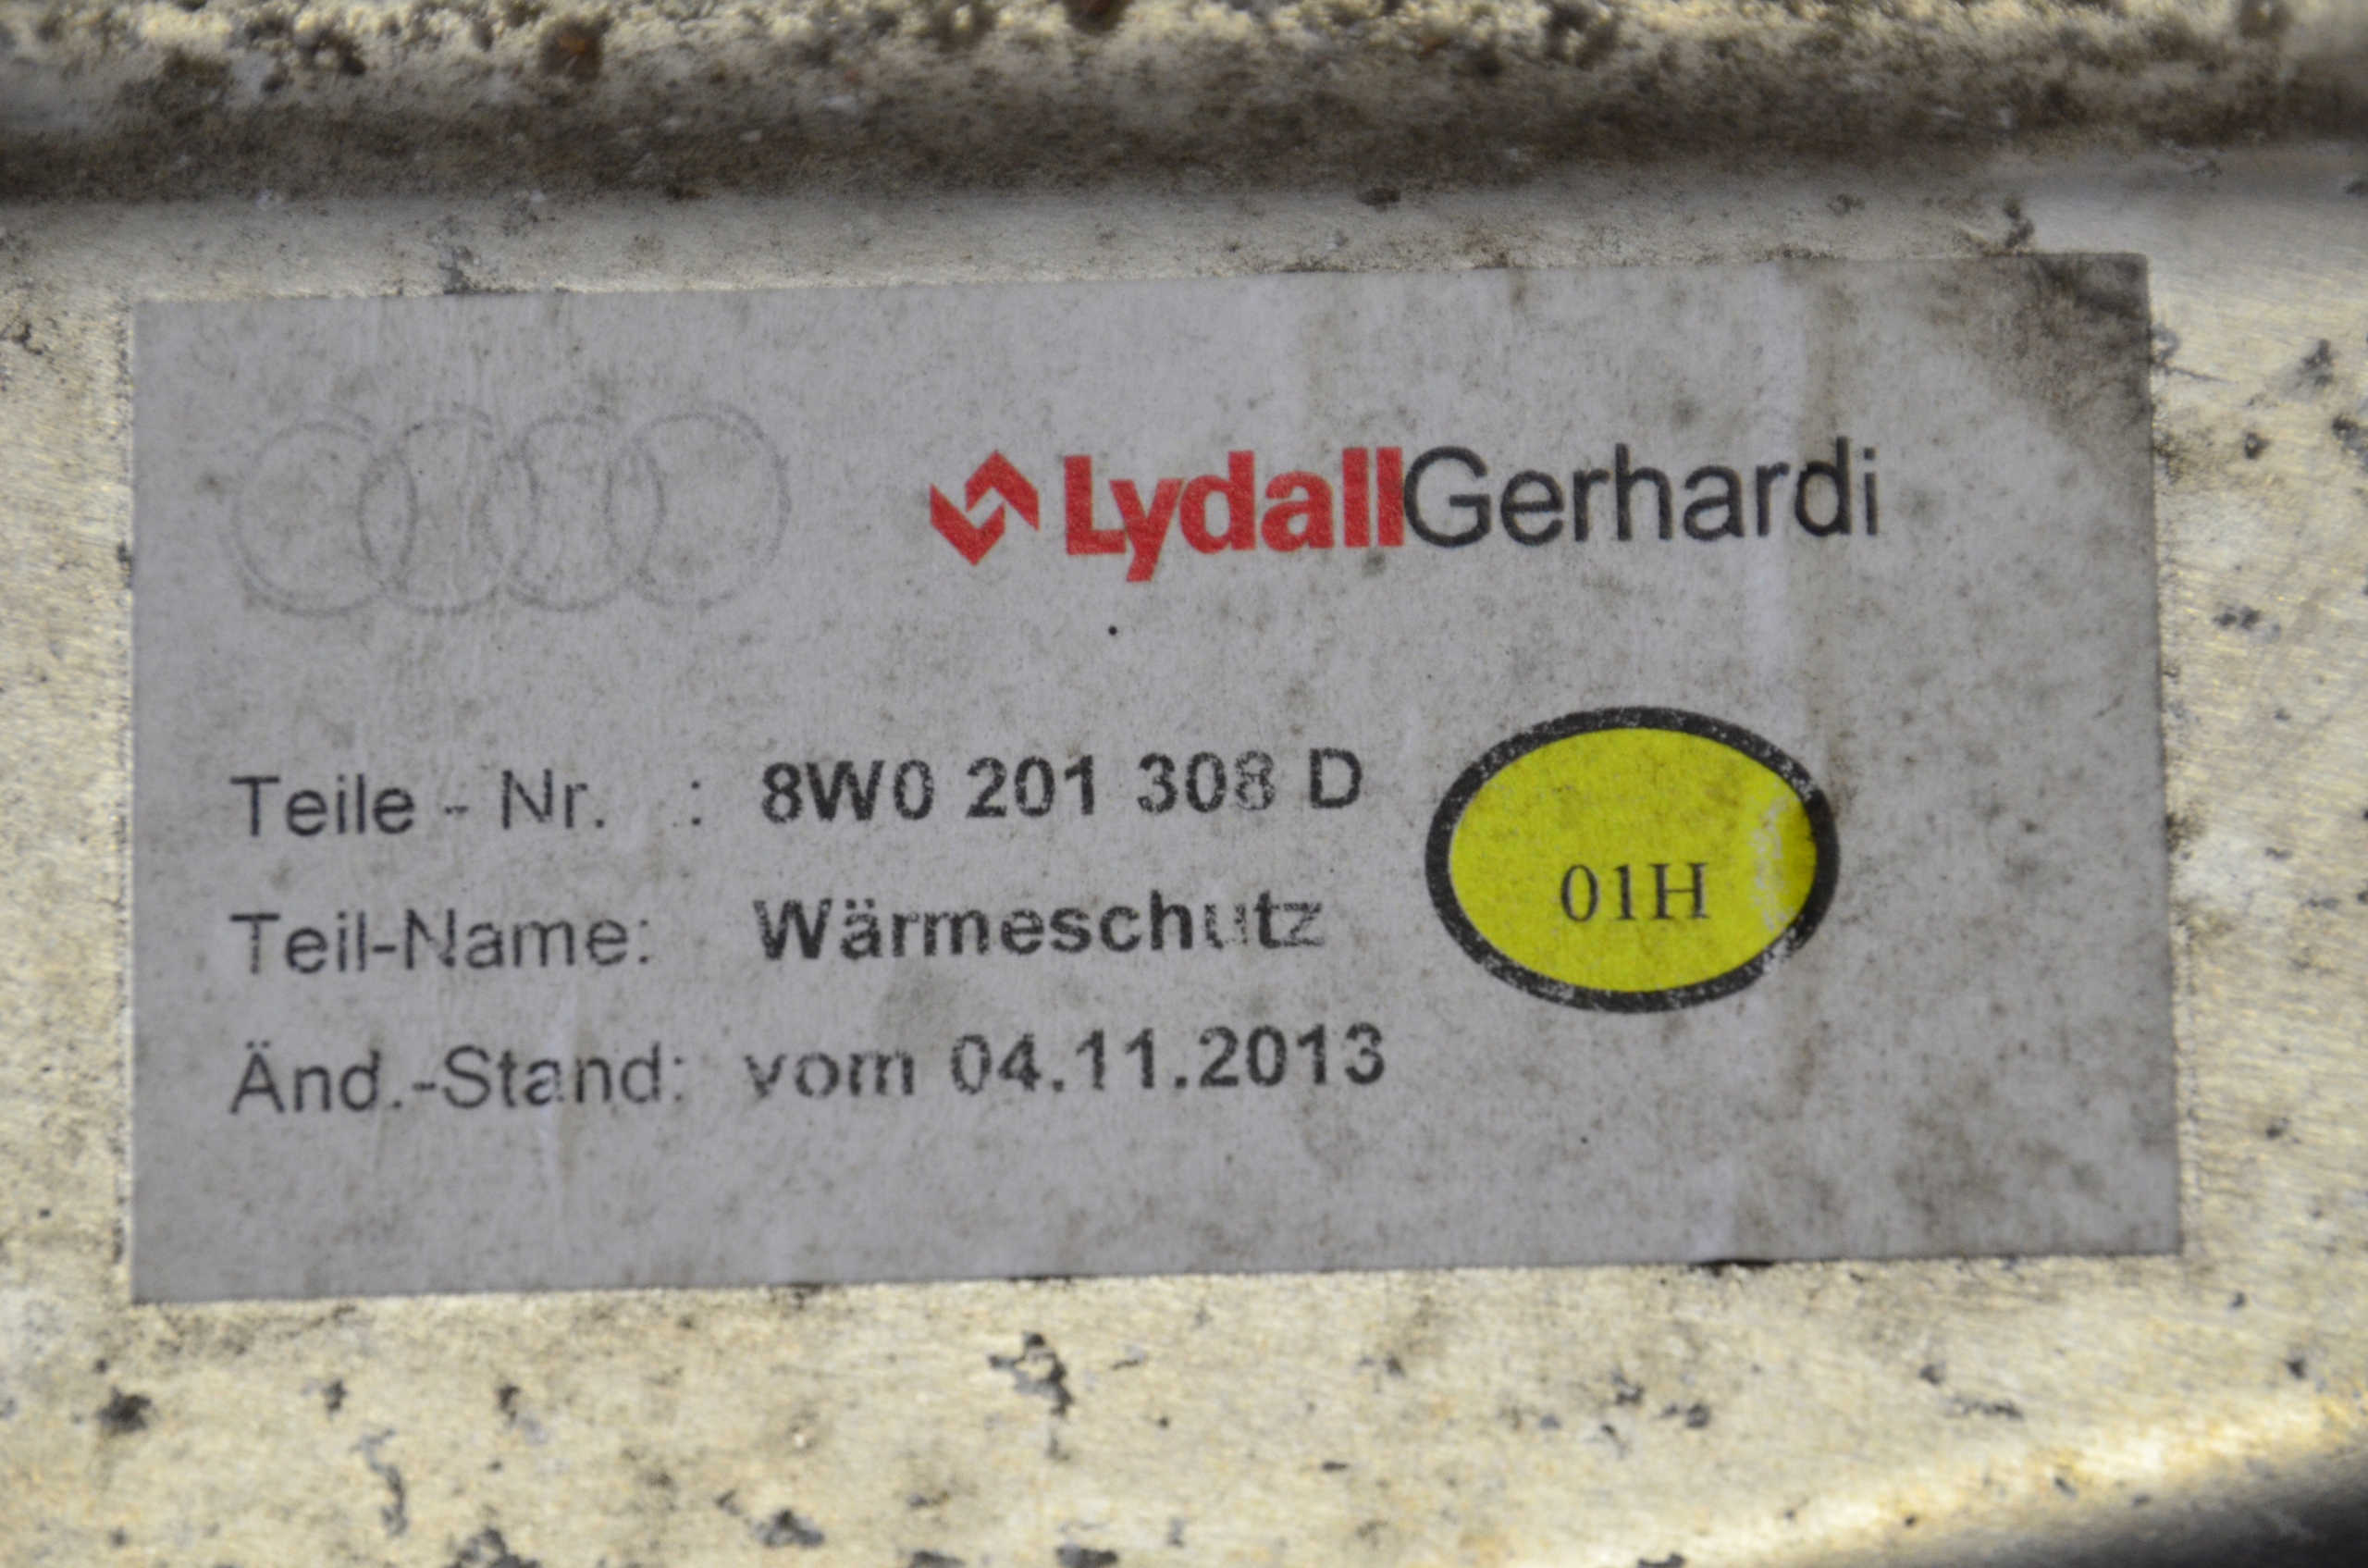 LydallGerhardi
Teile - Nr. : 8W0 201 308 D
Teil-Name: Wärmeschutz
01H
Änd.-Stand: vom 04.11.2013